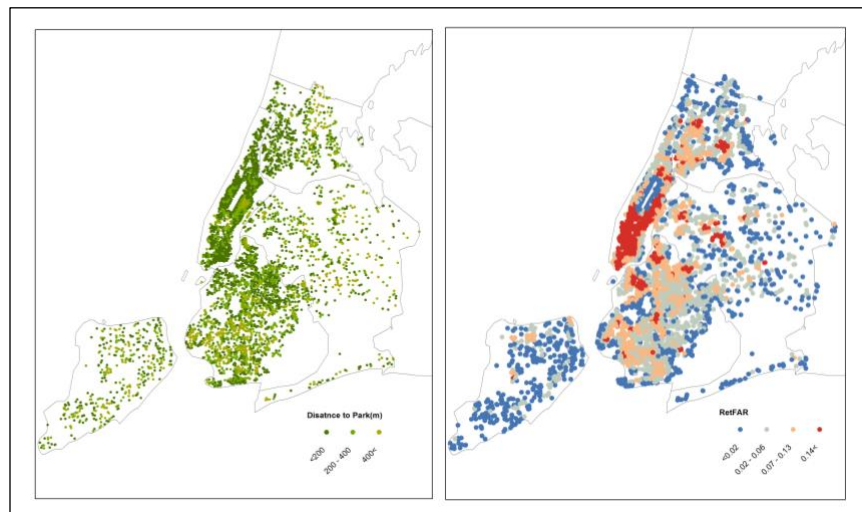 Disatnce to Park(m)
<200
200 - 400
400<
RetFAR
<0.02
0.02 - 0.06
0.07 - 0.13
0.14<